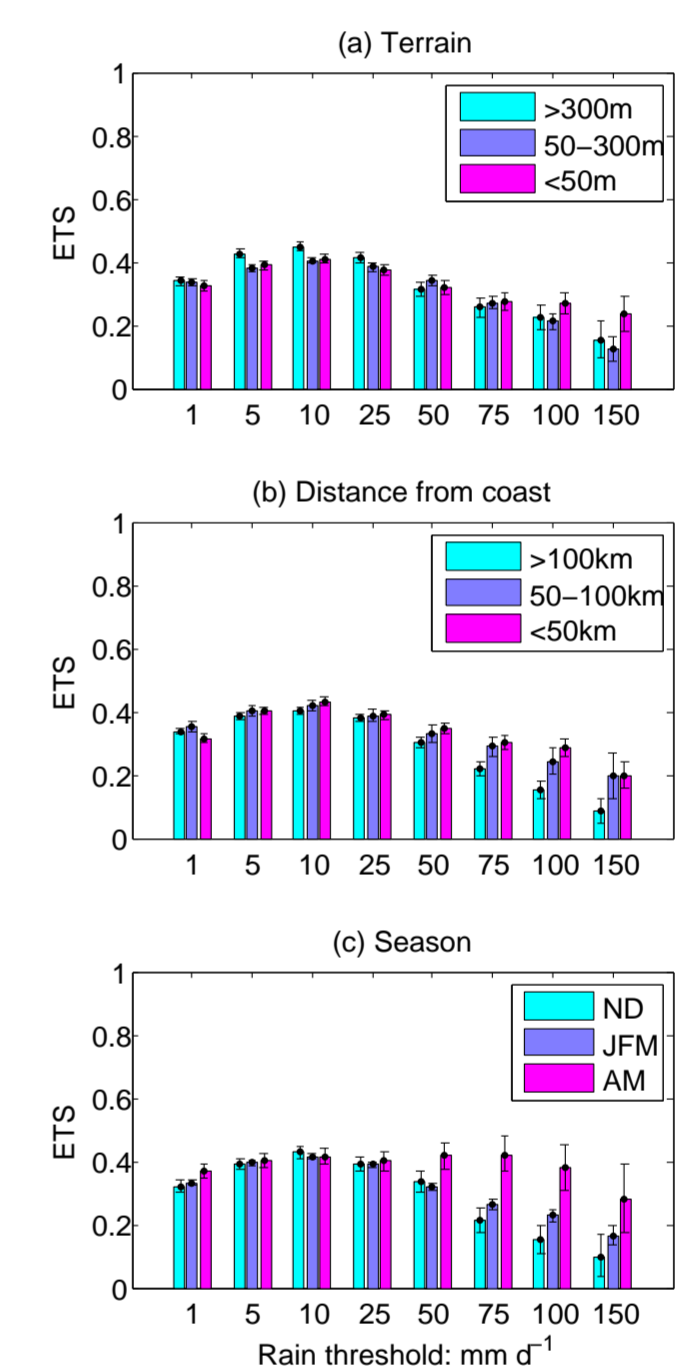 (a) Terrain
1
0.8
0.6
0.4
0.2
0
ETS
>300m
50−300m
<50m
1 5 10 25 50 75 100 150
(b) Distance from coast
1
0.8
0.6
0.4
0.2
0
ETS
>100km
50−100km
<50km
1 5 10 25 50 75 100 150
(c) Season
1
0.8
0.6
0.4
0.2
0
ETS
ND
JFM
AM
1 5 10 25 50 75 100 150
Rain threshold: mm d⁻¹